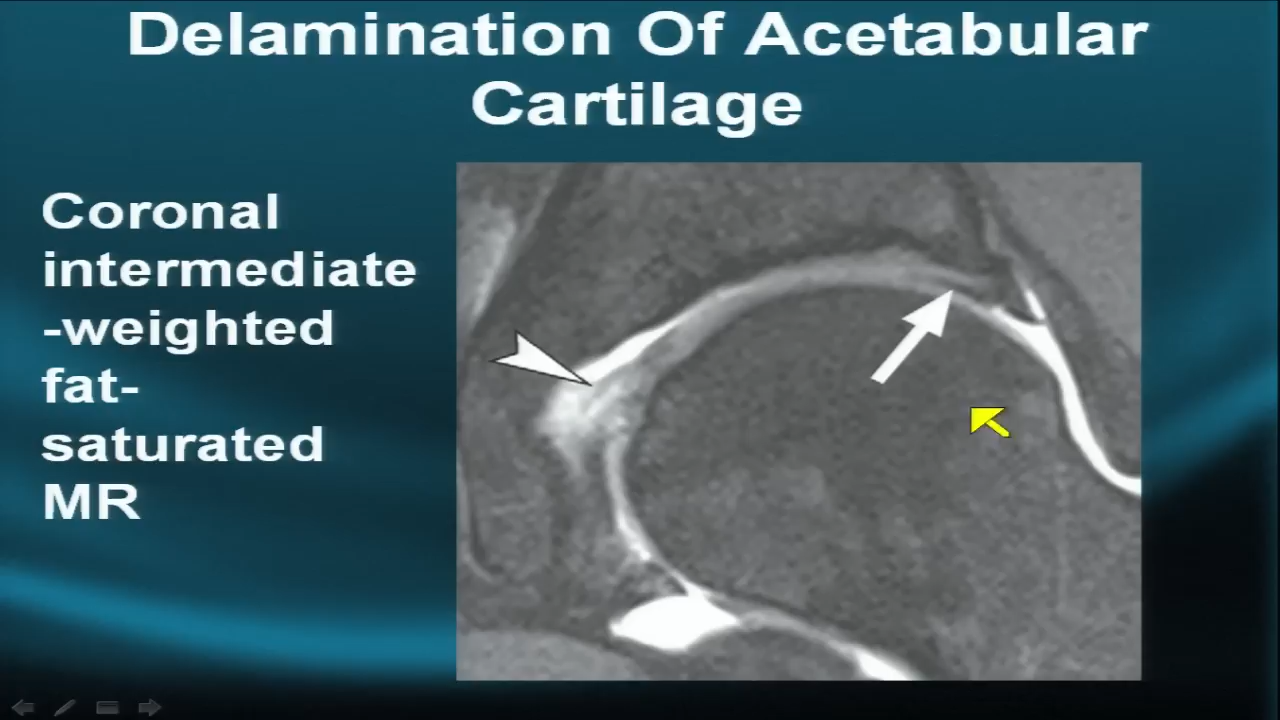 Delamination Of Acetabular
Cartilage
Coronal
intermediate
-weighted
fat-
saturated
MR